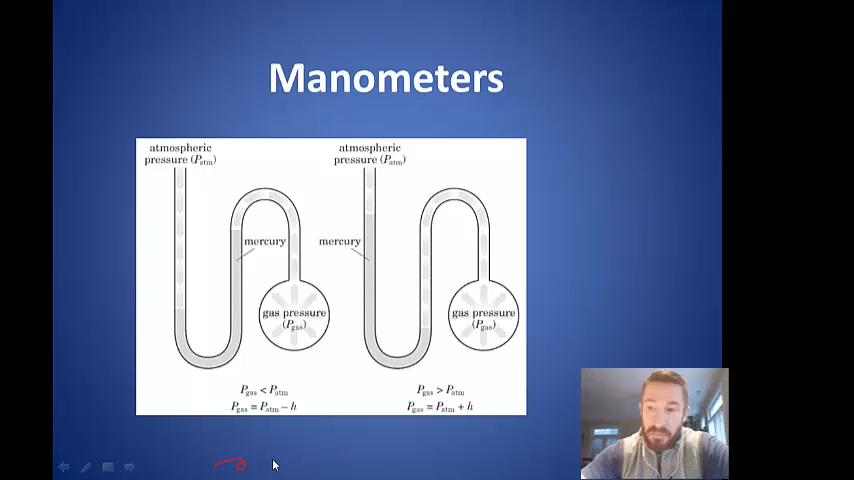 Manometers
atmospheric
pressure (Patm)
atmospheric
pressure (Patm)
mercury
mercury
gas pressure
(Pgas)
gas pressure
(Pgas)
Pgas < Patm
Pgas = Patm – h
Pgas > Patm
Pgas = Patm + h